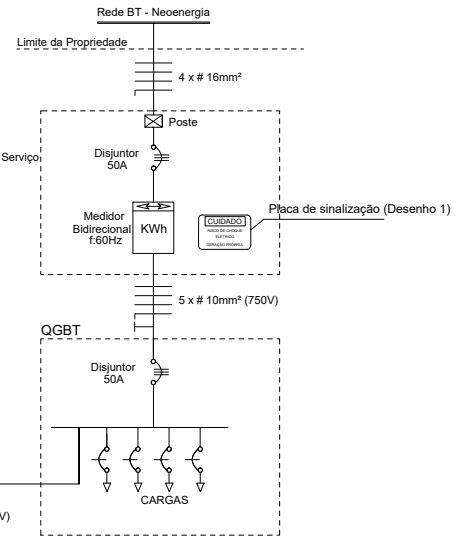 Rede BT - Neoenergia
Limite da Propriedade
4 x # 16mm²
Poste
Serviço
Disjuntor
50A
Medidor
Bidirecional
f:60Hz
KWh
CUIDADO
RISCO DE CHOQUE
ELÉTRICO
GERAÇÃO PRÓPRIA
Placa de sinalização (Desenho 1)
5 x # 10mm² (750V)
QGBT
Disjuntor
50A
CARGAS
V)